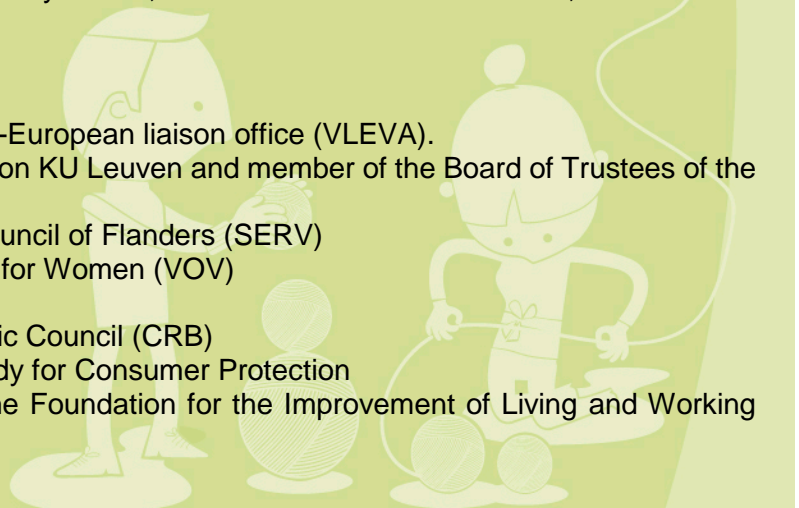 -European liaison office (VLEVA).
on KU Leuven and member of the Board of Trustees of the
uncil of Flanders (SERV)
for Women (VOV)
ic Council (CRB)
dy for Consumer Protection
ne Foundation for the Improvement of Living and Working